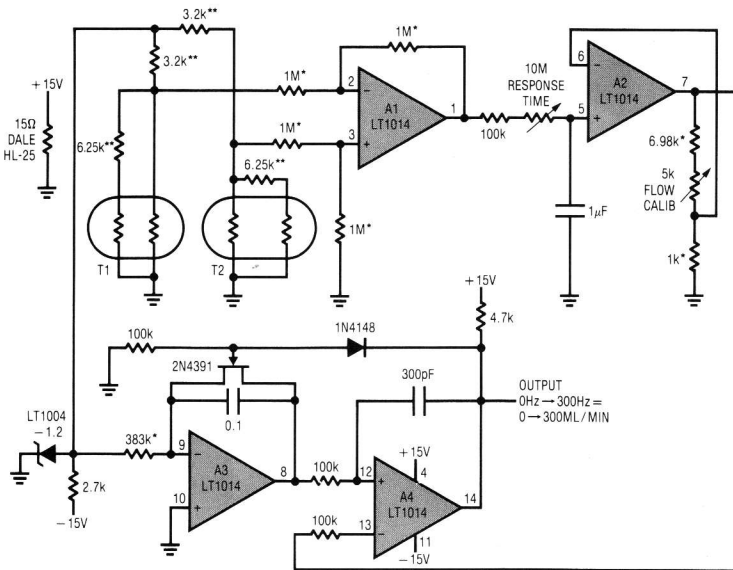 3.2k**
3.2k**
+15V
15Ω
DALE
HL-25
6.25k**
T1
6.25k**
T2
1M*
1M*
1M*
1M*
2
3
A1
LT1014
1
100k
10M
RESPONSE
TIME
1μF
6
5
A2
LT1014
7
6.98k*
5k
FLOW
CALIB
1k*
100k
2N4391
1N4148
+15V
4.7k
300pF
OUTPUT
0Hz→300Hz=
0→300ML/MIN
LT1004
-1.2
2.7k
-15V
383k*
0.1
9
10
A3
LT1014
8
100k
100k
12
13
+15V
4
A4
LT1014
11
-15V
14